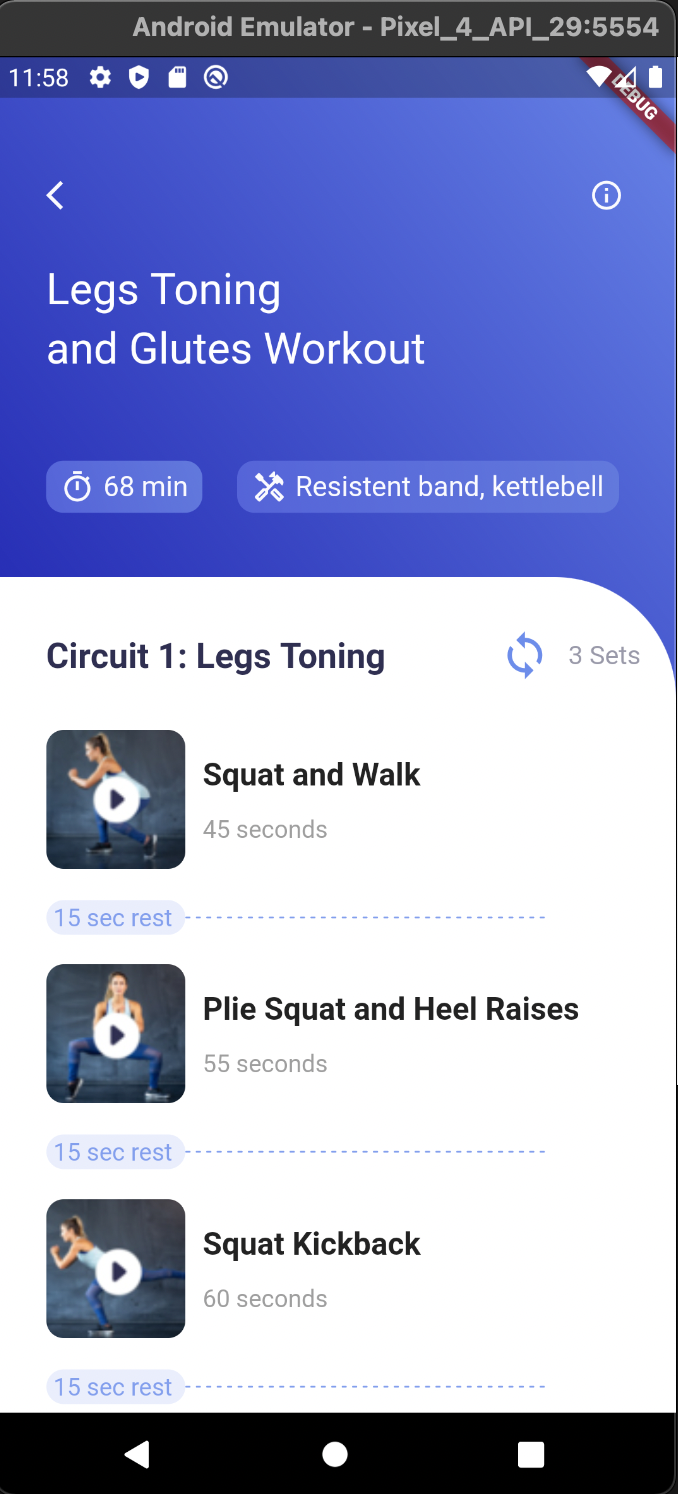 Android Emulator - Pixel_4_API_29:5554
11:58
DEBUG
Legs Toning
and Glutes Workout
68 min
Resistent band, kettlebell
Circuit 1: Legs Toning
3 Sets
Squat and Walk
45 seconds
15 sec rest
Plie Squat and Heel Raises
55 seconds
15 sec rest
Squat Kickback
60 seconds
15 sec rest